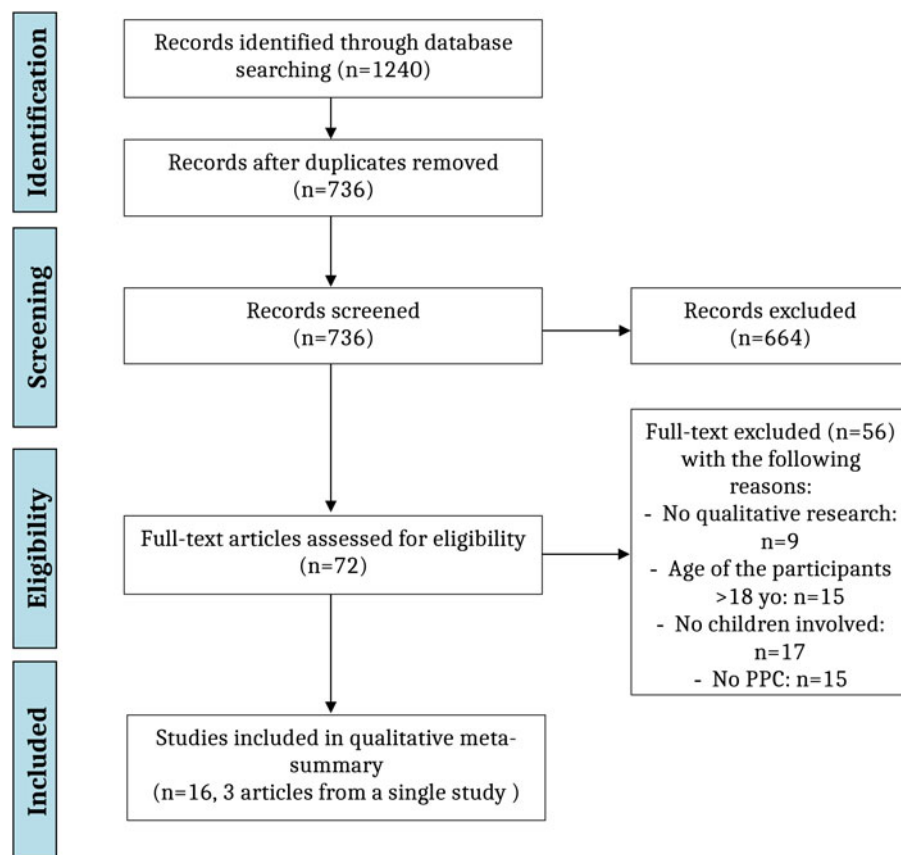 Identification
Records identified through database
searching (n=1240)
Records after duplicates removed
(n=736)
Screening
Records screened
(n=736)
Records excluded
(n=664)
Eligibility
Full-text articles assessed for eligibility
(n=72)
Full-text excluded (n=56)
with the following
reasons:
- No qualitative research:
n=9
- Age of the participants
>18 yo: n=15
- No children involved:
n=17
- No PPC: n=15
Included
Studies included in qualitative meta-
summary
(n=16, 3 articles from a single study )